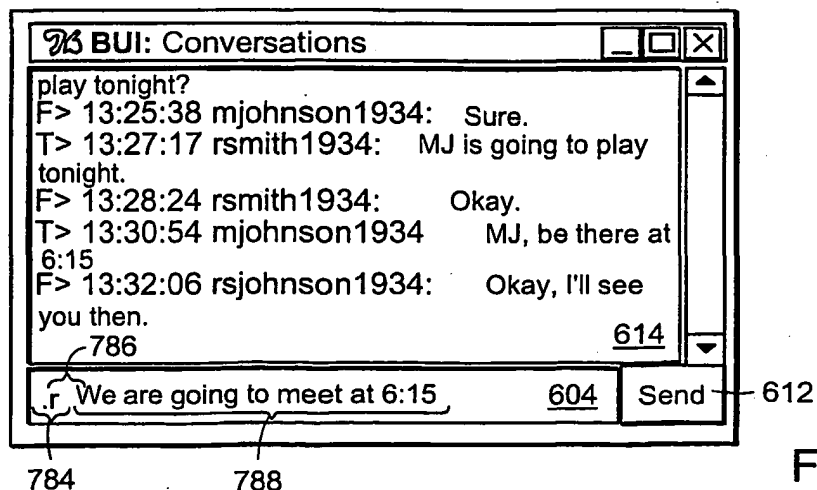 BUI: Conversations
play tonight?
F> 13:25:38 mjohnson1934: Sure.
T> 13:27:17 rsmith1934: MJ is going to play
tonight.
F> 13:28:24 rsmith1934: Okay.
T> 13:30:54 mjohnson1934 MJ, be there at
6:15
F> 13:32:06 rsjohnson1934: Okay, I'll see
you then.
614
786
.r We are going to meet at 6:15 604 Send 612
784 788
F